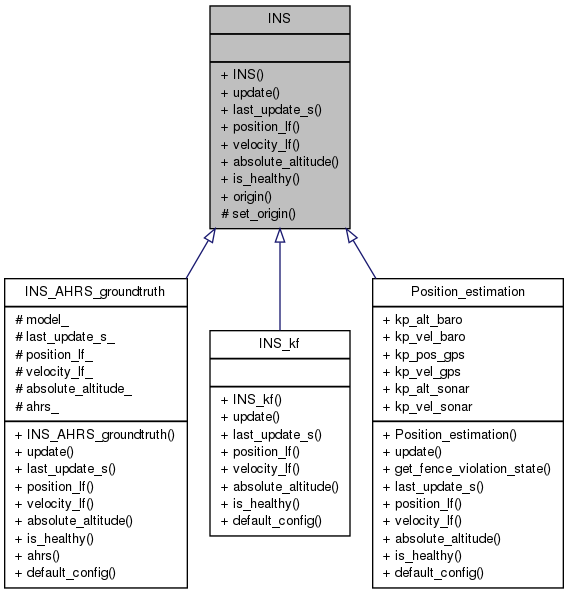 INS
+ INS()
+ update()
+ last_update_s()
+ position_lf()
+ velocity_lf()
+ absolute_altitude()
+ is_healthy()
+ origin()
# set_origin()
INS_AHRS_groundtruth
# model_
# last_update_s_
# position_lf_
# velocity_lf_
# absolute_altitude_
# ahrs_
+ INS_AHRS_groundtruth()
+ update()
+ last_update_s()
+ position_lf()
+ velocity_lf()
+ absolute_altitude()
+ is_healthy()
+ ahrs()
+ default_config()
INS_kf
+ INS_kf()
+ update()
+ last_update_s()
+ position_lf()
+ velocity_lf()
+ absolute_altitude()
+ is_healthy()
+ default_config()
Position_estimation
+ kp_alt_baro
+ kp_vel_baro
+ kp_pos_gps
+ kp_vel_gps
+ kp_alt_sonar
+ kp_vel_sonar
+ Position_estimation()
+ update()
+ get_fence_violation_state()
+ last_update_s()
+ position_lf()
+ velocity_lf()
+ absolute_altitude()
+ is_healthy()
+ default_config()